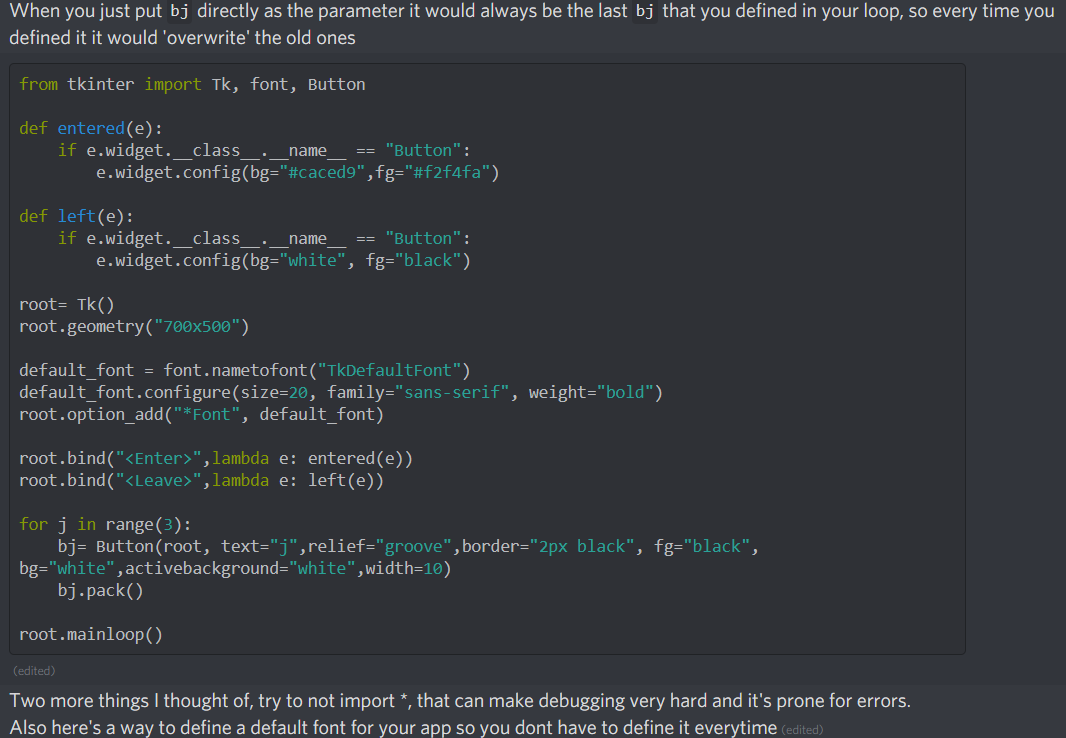 When you just put bj directly as the parameter it would always be the last bj that you defined in your loop, so every time you
defined it it would 'overwrite' the old ones
from tkinter import Tk, font, Button
def entered(e):
    if e.widget.__class__.__name__ == "Button":
        e.widget.config(bg="#caced9",fg="#f2f4fa")
def left(e):
    if e.widget.__class__.__name__ == "Button":
        e.widget.config(bg="white", fg="black")
root= Tk()
root.geometry("700x500")
default_font = font.nametofont("TkDefaultFont")
default_font.configure(size=20, family="sans-serif", weight="bold")
root.option_add("*Font", default_font)
root.bind("<Enter>",lambda e: entered(e))
root.bind("<Leave>",lambda e: left(e))
for j in range(3):
    bj= Button(root, text="j",relief="groove",border="2px black", fg="black",
bg="white",activebackground="white",width=10)
    bj.pack()
root.mainloop()
(edited)
Two more things I thought of, try to not import *, that can make debugging very hard and it's prone for errors.
Also here's a way to define a default font for your app so you dont have to define it everytime (edited)